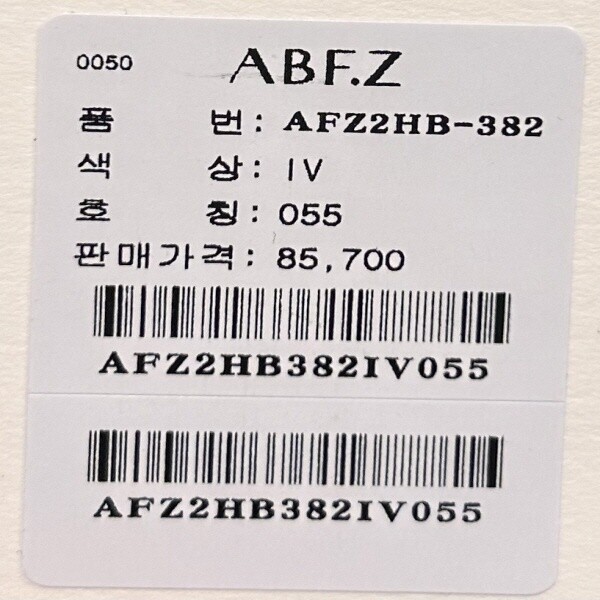 0050 ABF.Z
품 번: AFZ2HB-382
색 상: IV
호 칭: 055
판매가격: 85,700
AFZ2HB382IV055
AFZ2HB382IV055